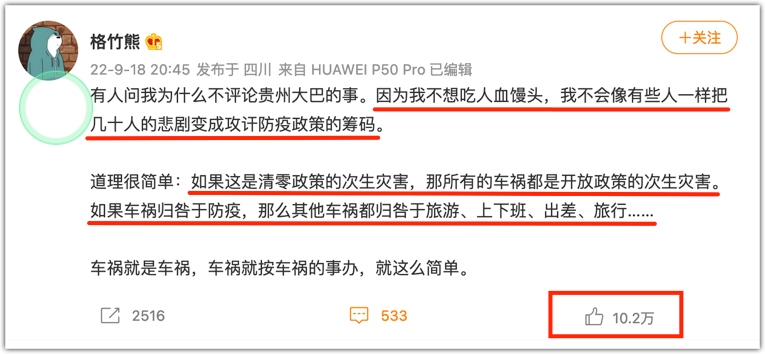 格竹熊
+关注
22-9-18 20:45 发布于 四川 来自 HUAWEI P50 Pro 已编辑
有人问我为什么不评论贵州大巴的事。因为我不想吃人血馒头，我不会像有些人一样把
几十人的悲剧变成攻讦防疫政策的筹码。
道理很简单：如果这是清零政策的次生灾害，那所有的车祸都是开放政策的次生灾害。
如果车祸归咎于防疫，那么其他车祸都归咎于旅游、上下班、出差、旅行......
车祸就是车祸，车祸就按车祸的事办，就这么简单。
2516
533
10.2万